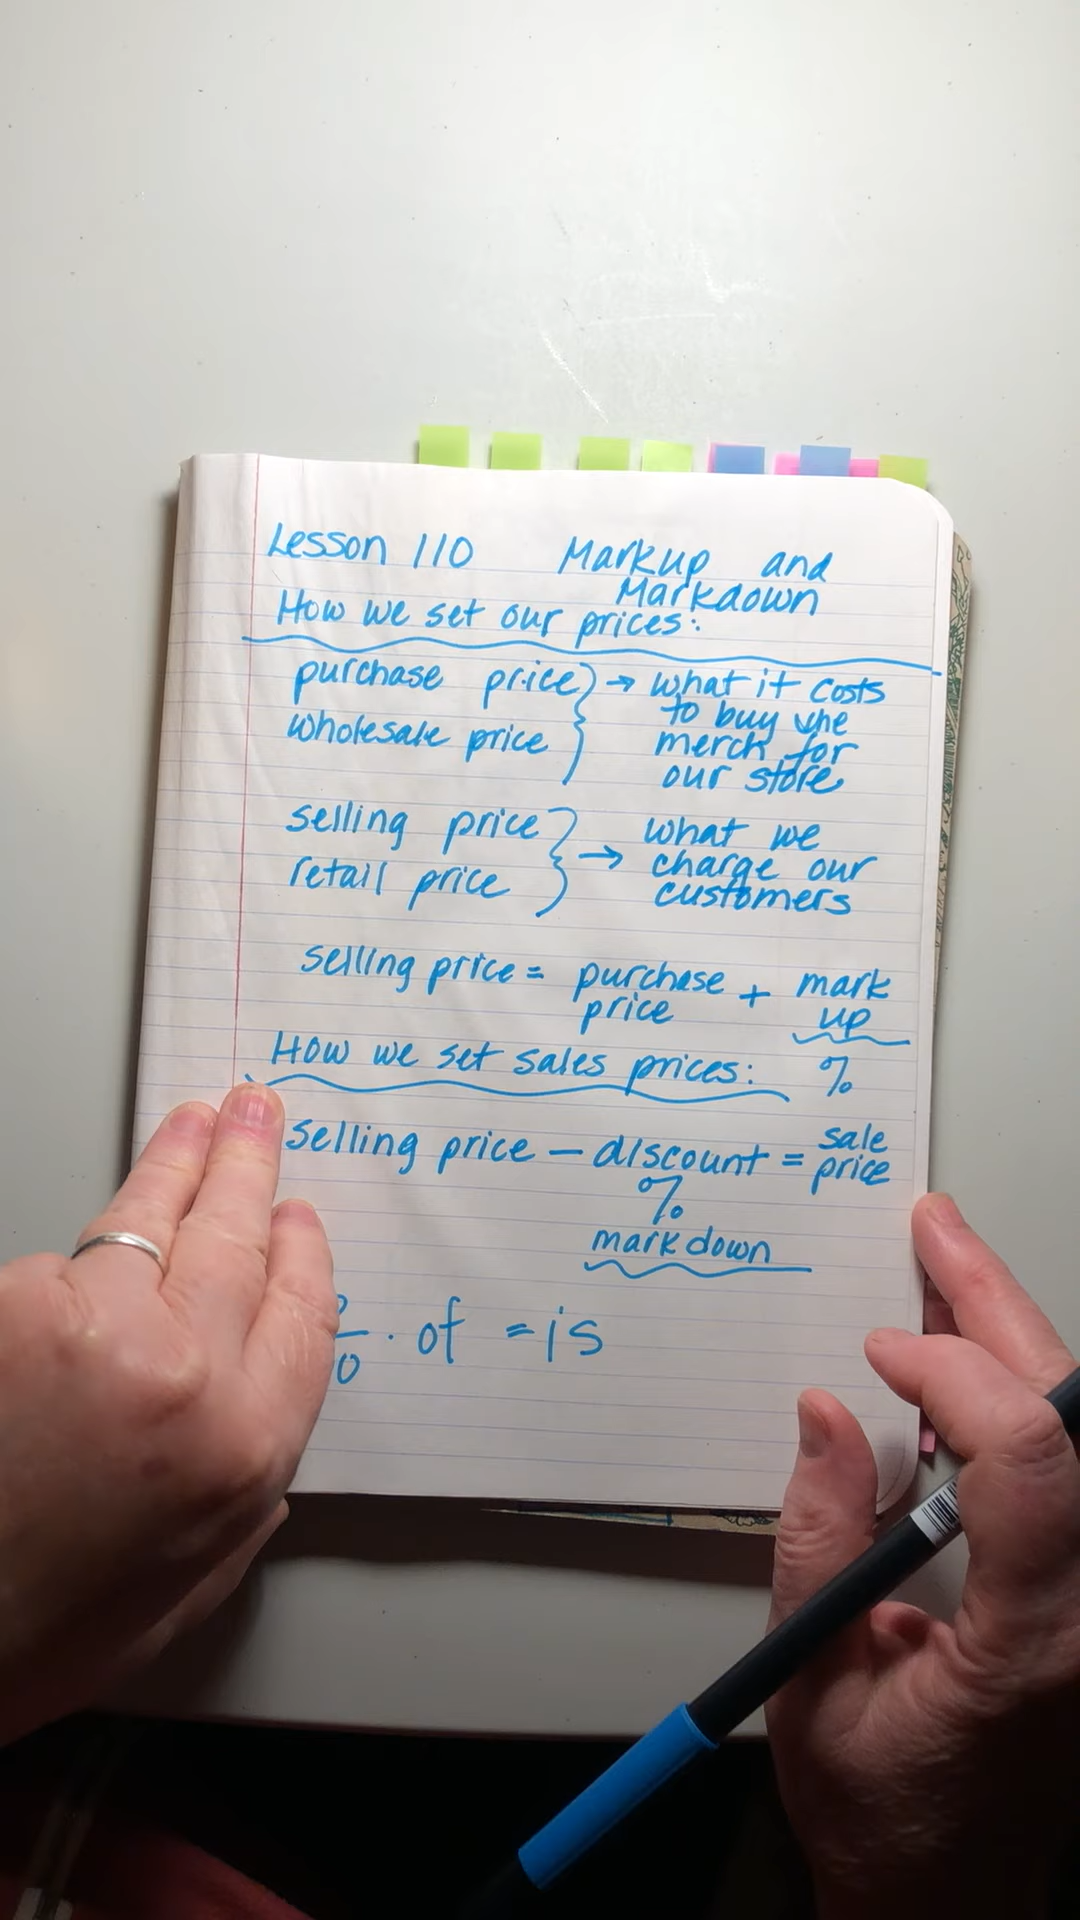 Lesson 110 Markup and
Markdown
How we set our prices:
purchase price } → what it costs
to buy the
wholesale price merch for
our store
selling price } → what we
charge our
retail price customers
selling price = purchase + mark
price up
How we set sales prices: %
selling price - discount = sale
price
%
markdown
· of = is
0